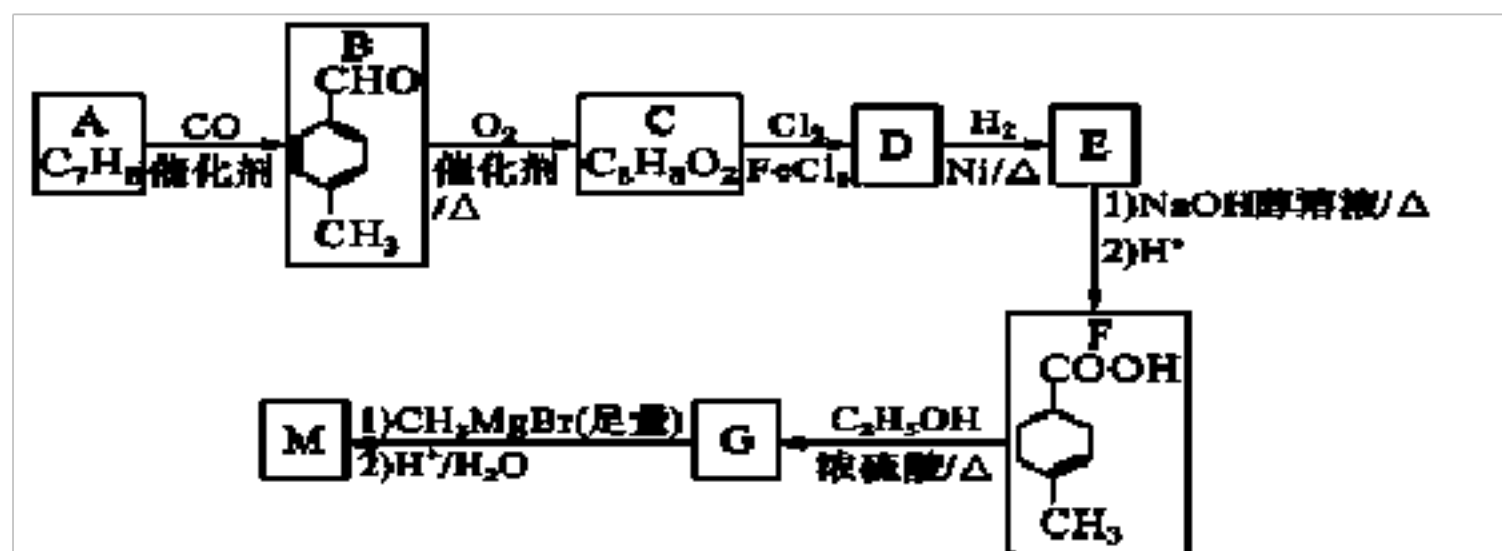 A
C₇H₈
CO
催化剂
B
CHO
CH₃
O₂
催化剂
/△
C
C₈H₈O₂
Cl₂
FeCl₃
D
H₂
Ni/△
E
1)NaOH醇溶液/△
2)H⁺
F
COOH
CH₃
C₂H₅OH
浓硫酸/△
G
1)CH₃MgBr(足量)
2)H⁺/H₂O
M